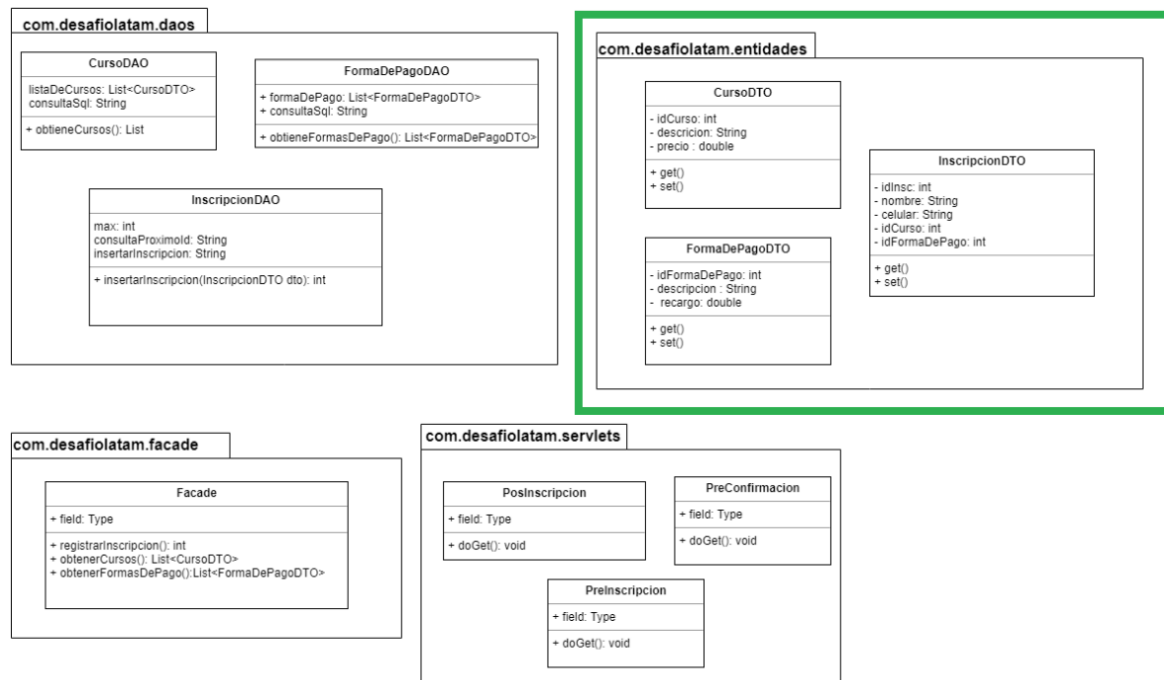 com.desafiolatam.daos
CursoDAO
listaDeCursos: List<CursoDTO>
consultaSql: String
+ obtieneCursos(): List
FormaDePagoDAO
+ formaDePago: List<FormaDePagoDTO>
+ consultaSql: String
+ obtieneFormasDePago(): List<FormaDePagoDTO>
InscripcionDAO
max: int
consultaProximoId: String
insertarInscripcion: String
+ insertarInscripcion(InscripcionDTO dto): int
com.desafiolatam.entidades
CursoDTO
- idCurso: int
- descricion: String
- precio : double
+ get()
+ set()
InscripcionDTO
- idInsc: int
- nombre: String
- celular: String
- idCurso: int
- idFormaDePago: int
+ get()
+ set()
FormaDePagoDTO
- idFormaDePago: int
- descripcion : String
- recargo: double
+ get()
+ set()
com.desafiolatam.facade
Facade
+ field: Type
+ registrarInscripcion(): int
+ obtenerCursos(): List<CursoDTO>
+ obtenerFormasDePago():List<FormaDePagoDTO>
com.desafiolatam.servlets
PosInscripcion
+ field: Type
+ doGet(): void
PreConfirmacion
+ field: Type
+ doGet(): void
PreInscripcion
+ field: Type
+ doGet(): void